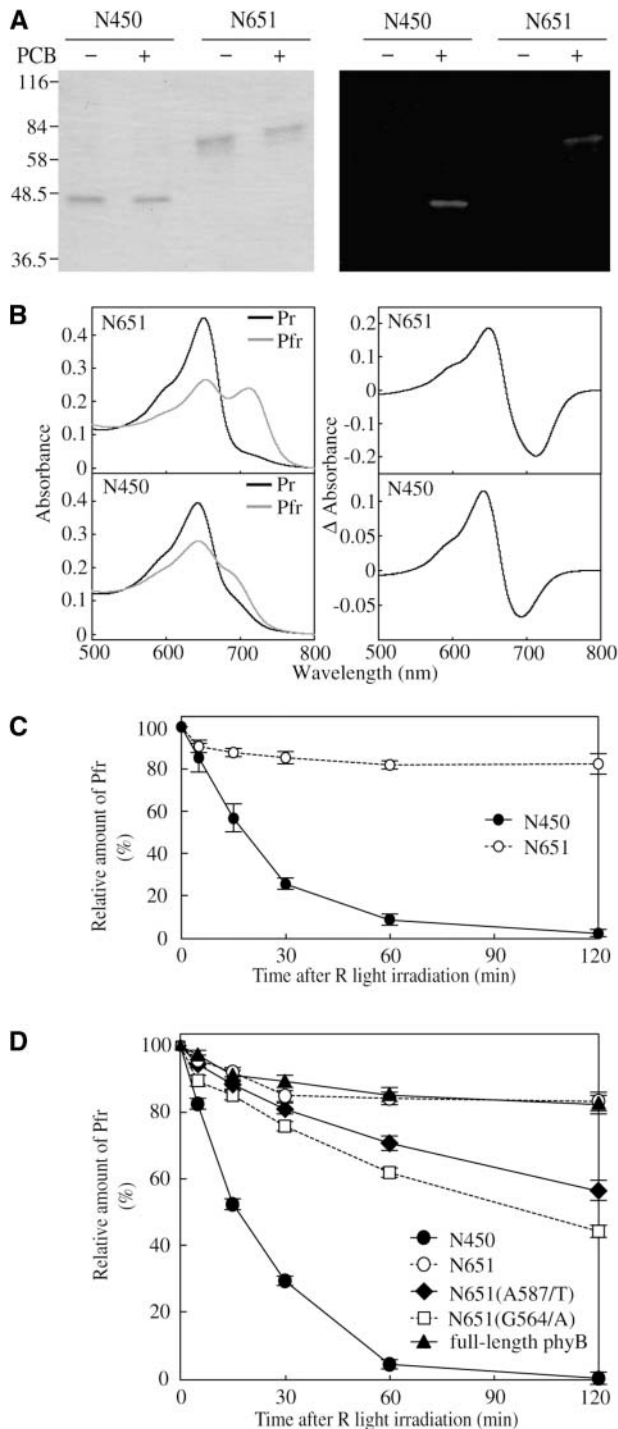 A
N450 N651 N450 N651
PCB − + − + − + − +
116
84
58
48.5
36.5
B
N651 Pr Pfr
0.4
0.3
0.2
0.1
0
N651
0.2
0.1
0
-0.1
-0.2
Absorbance
Δ Absorbance
N450 Pr Pfr
0.4
0.3
0.2
0.1
0
N450
0.1
0.05
0
-0.05
500 600 700 800 500 600 700 800
Wavelength (nm)
C
Relative amount of Pfr
(%)
100
80
60
40
20
0
N450
N651
0 30 60 90 120
Time after R light irradiation (min)
D
Relative amount of Pfr
(%)
100
80
60
40
20
0
N450
N651
N651(A587/T)
N651(G564/A)
full-length phyB
0 30 60 90 120
Time after R light irradiation (min)